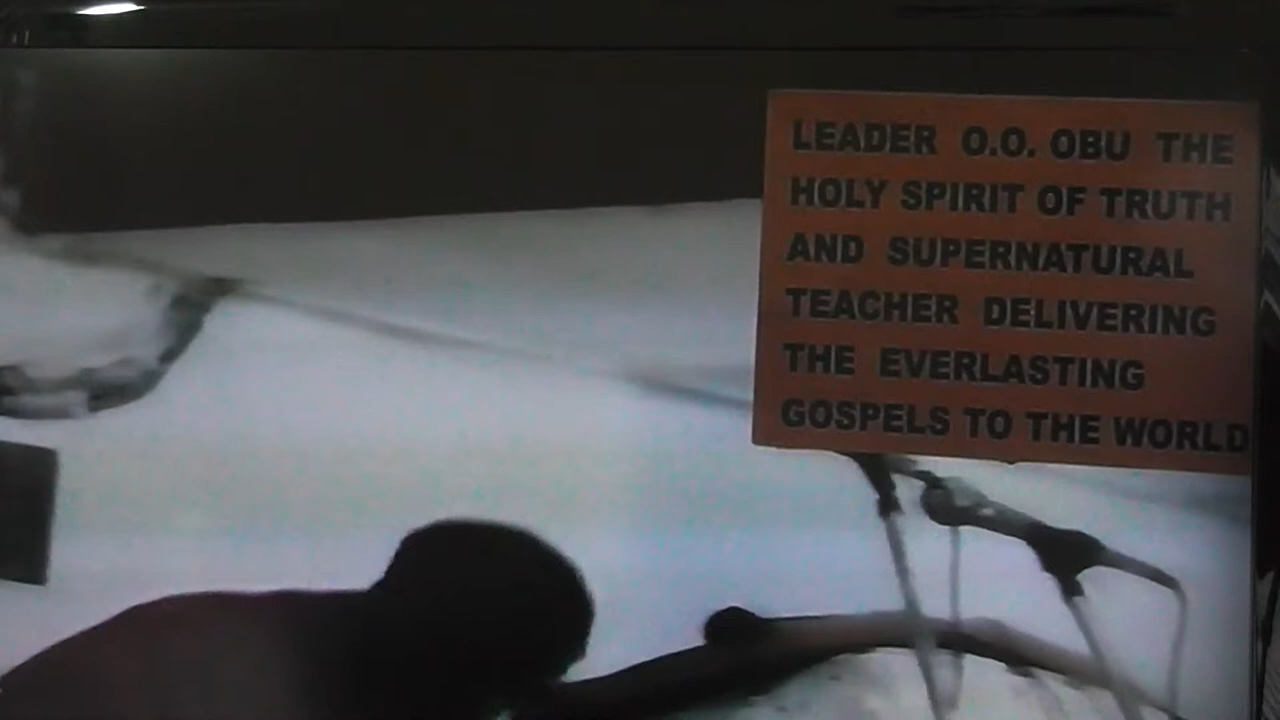 LEADER O.O. OBU THE
HOLY SPIRIT OF TRUTH
AND SUPERNATURAL
TEACHER DELIVERING
THE EVERLASTING
GOSPELS TO THE WORLD